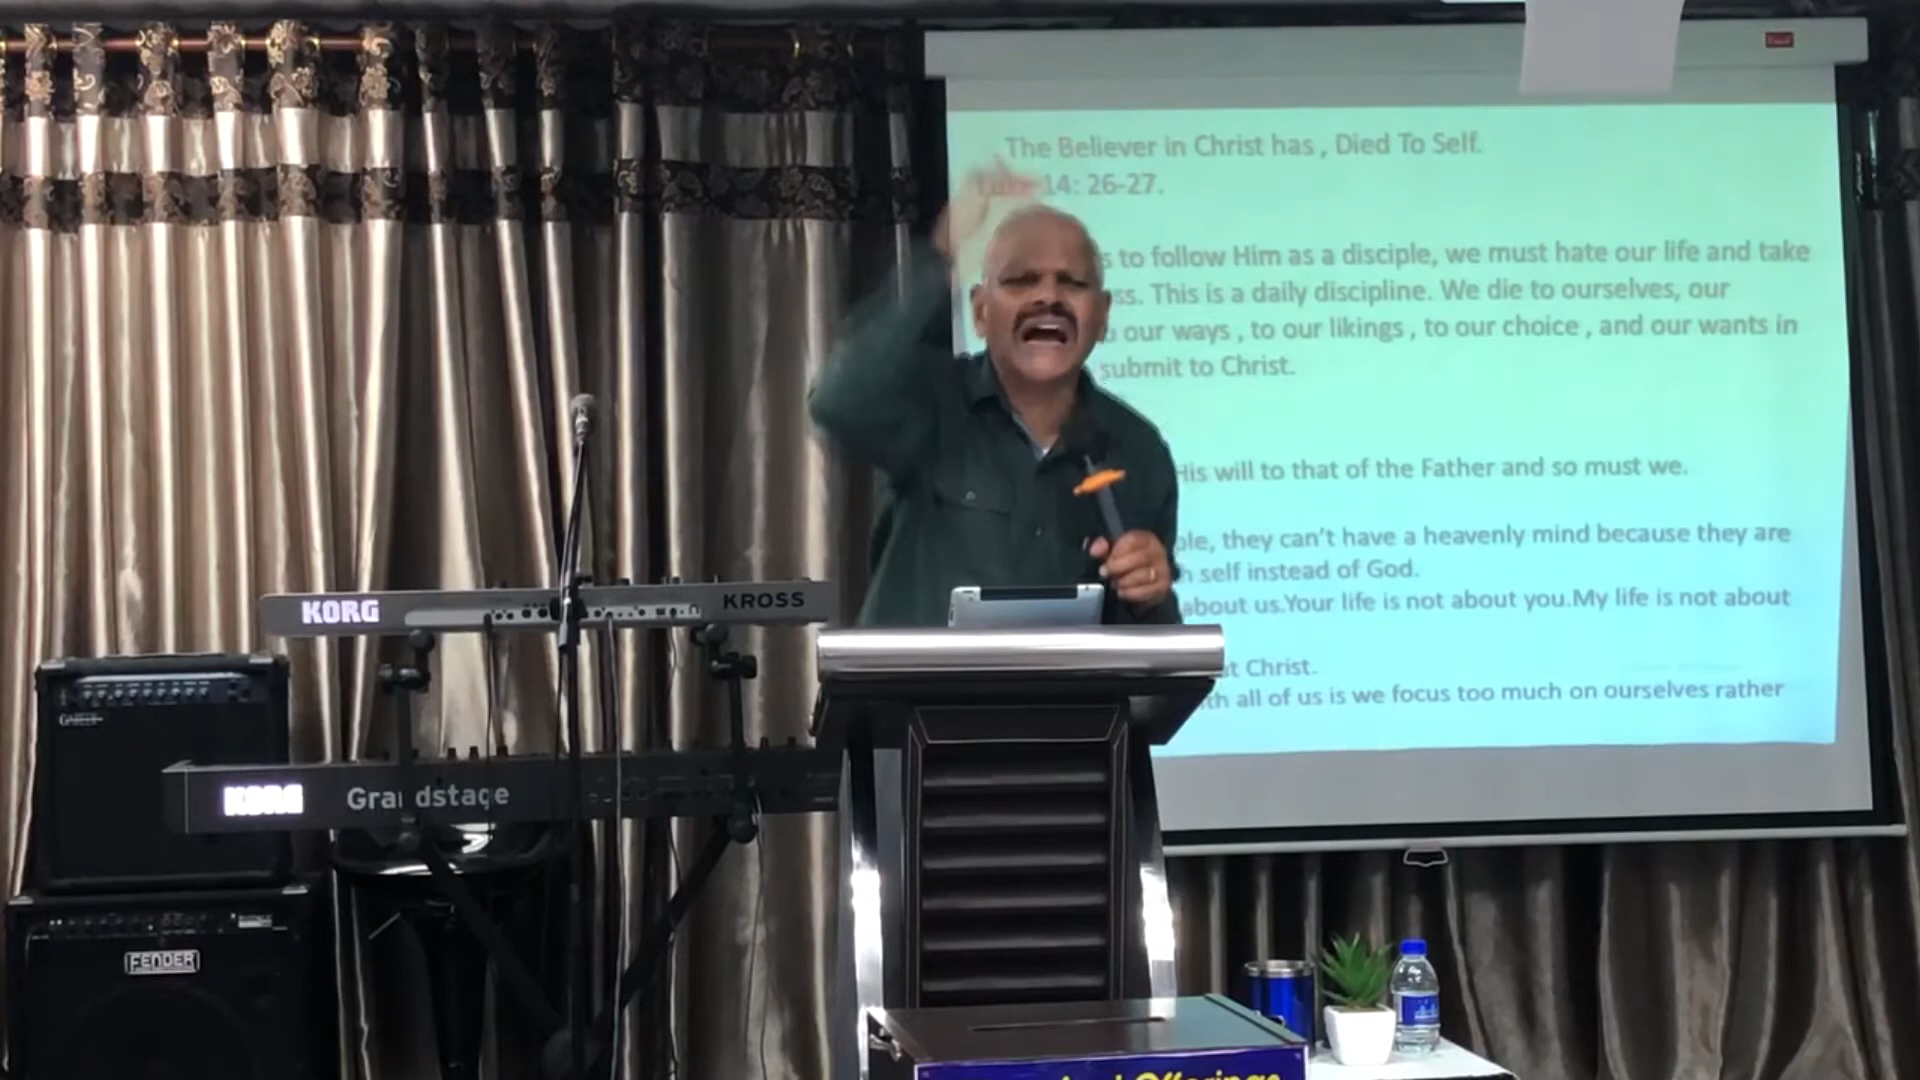 The Believer in Christ has , Died To Self.
Luke 14: 26-27.
s to follow Him as a disciple, we must hate our life and take
ss. This is a daily discipline. We die to ourselves, our
o our ways , to our likings , to our choice , and our wants in
submit to Christ.
His will to that of the Father and so must we.
ple, they can't have a heavenly mind because they are
h self instead of God.
about us.Your life is not about you.My life is not about
t Christ.
th all of us is we focus too much on ourselves rather
KORG
KROSS
KORG
Grandstage
FENDER
Offerings